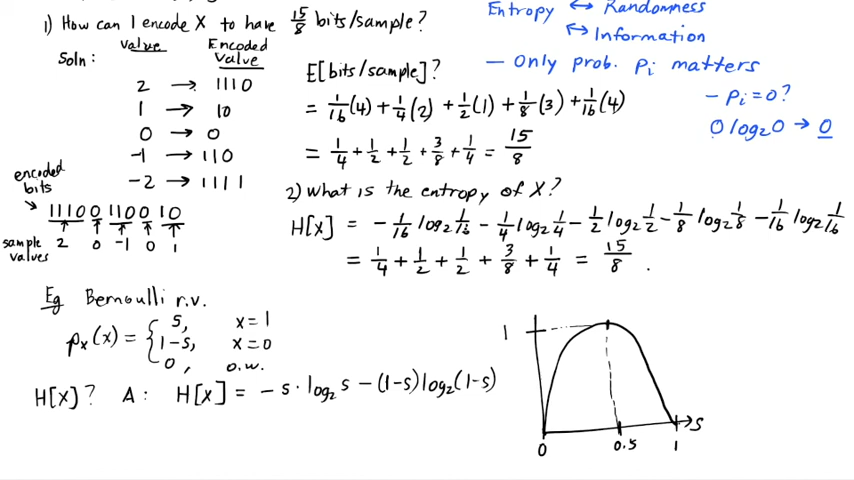 1) How can I encode X to have 15/8 bits/sample?
Soln:
Value Encoded Value
2 → 1110
1 → 10
0 → 0
-1 → 110
-2 → 1111
encoded bits
11100110010
sample values 2 0 -1 0 1
E[bits/sample]?
= 1/16(4) + 1/4(2) + 1/2(1) + 1/8(3) + 1/16(4)
= 1/4 + 1/2 + 1/2 + 3/8 + 1/4 = 15/8
2) What is the entropy of X?
H[X] = - 1/16 log₂ 1/16 - 1/4 log₂ 1/4 - 1/2 log₂ 1/2 - 1/8 log₂ 1/8 - 1/16 log₂ 1/16
= 1/4 + 1/2 + 1/2 + 3/8 + 1/4 = 15/8 .
Entropy ↔ Randomness
↔ Information
- Only prob. pᵢ matters
- pᵢ = 0?
0 log₂ 0 → 0
Eg Bernoulli r.v.
pₓ(x) = { s, x = 1
1-s, x = 0
0, o.w.
H[X]? A: H[X] = - s · log₂ s - (1-s) log₂ (1-s)
1
0 0.5 1 s